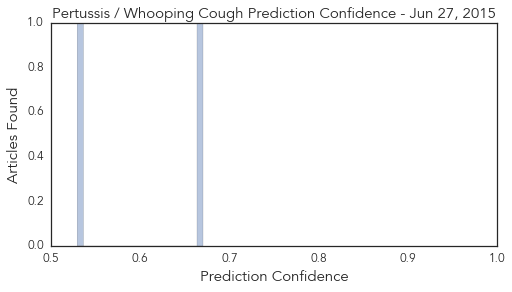 Pertussis / Whooping Cough Prediction Confidence - Jun 27, 2015
1.0
0.8
0.6
0.4
0.2
0.0
Articles Found
0.5 0.6 0.7 0.8 0.9 1.0
Prediction Confidence